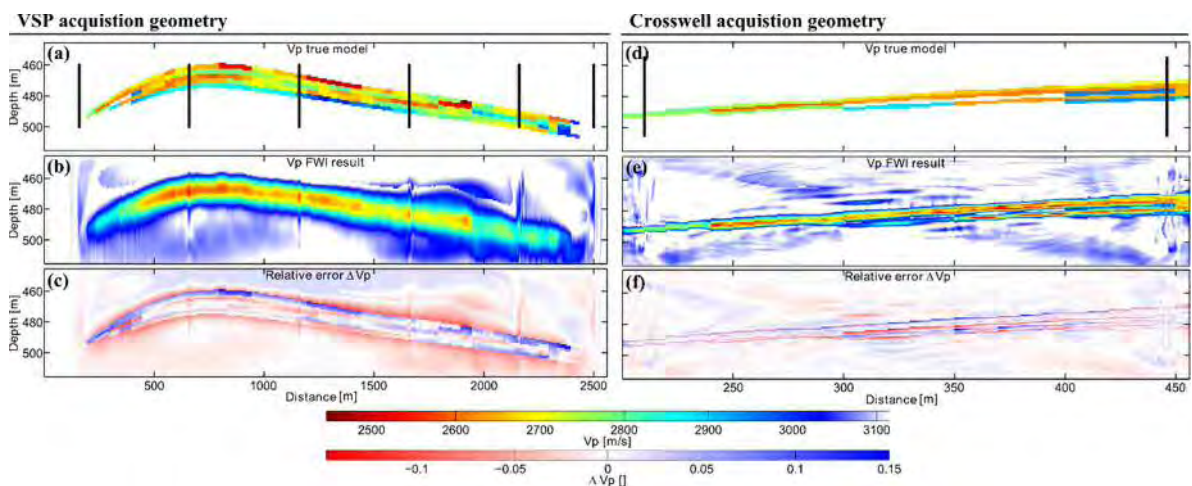 VSP acquistion geometry
Crosswell acquistion geometry
(a)
Vp true model
(d)
Vp true model
Depth [m]
460
480
500
(b)
Vp FWI result
(e)
Vp FWI result
Depth [m]
460
480
500
(c)
Relative error Δ Vp
(f)
Relative error Δ Vp
Depth [m]
460
480
500
500 1000 1500 2000 2500
250 300 350 400 450
Distance [m]
Distance [m]
2500 2600 2700 2800 2900 3000 3100
Vp [m/s]
−0.1 −0.05 0 0.05 0.1 0.15
Δ Vp []